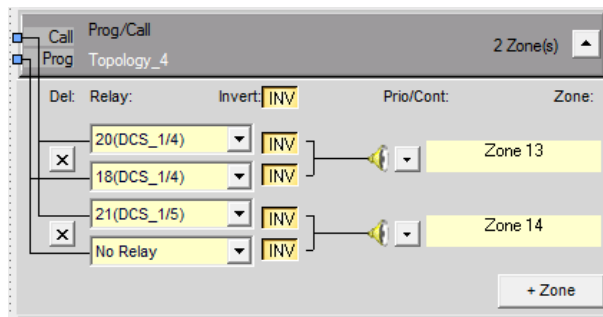 Call Prog/Call 2 Zone(s)
Prog Topology_4
Del: Relay: Invert: INV Prio/Cont: Zone:
20(DCS_1/4) INV Zone 13
X
18(DCS_1/4) INV
21(DCS_1/5) INV Zone 14
X
No Relay INV
+ Zone